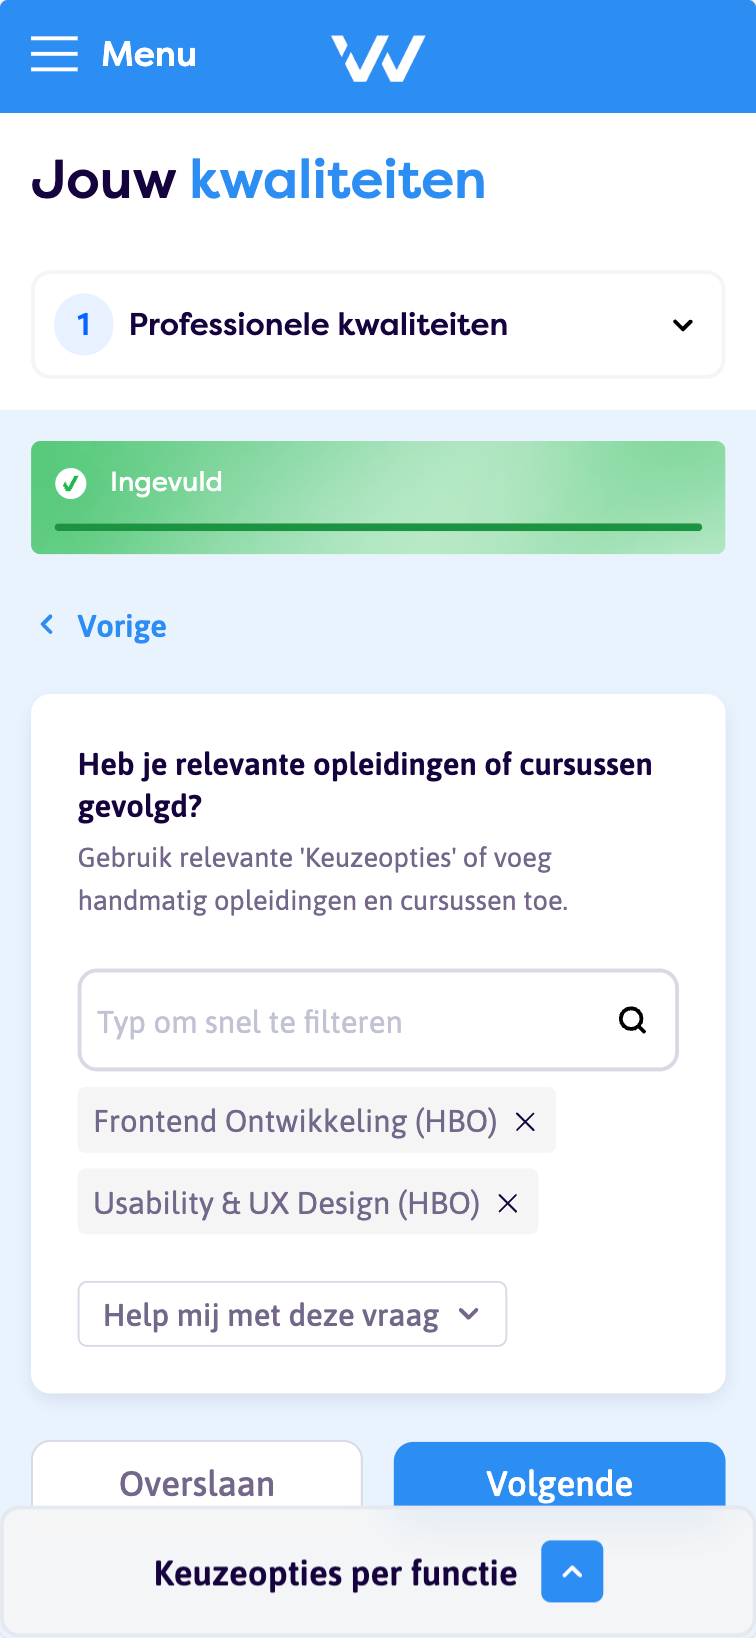 Menu
Jouw kwaliteiten
1 Professionele kwaliteiten
Ingevuld
Vorige
Heb je relevante opleidingen of cursussen
gevolgd?
Gebruik relevante 'Keuzeopties' of voeg
handmatig opleidingen en cursussen toe.
Typ om snel te filteren
Frontend Ontwikkeling (HBO)
Usability & UX Design (HBO)
Help mij met deze vraag
Overslaan Volgende
Keuzeopties per functie